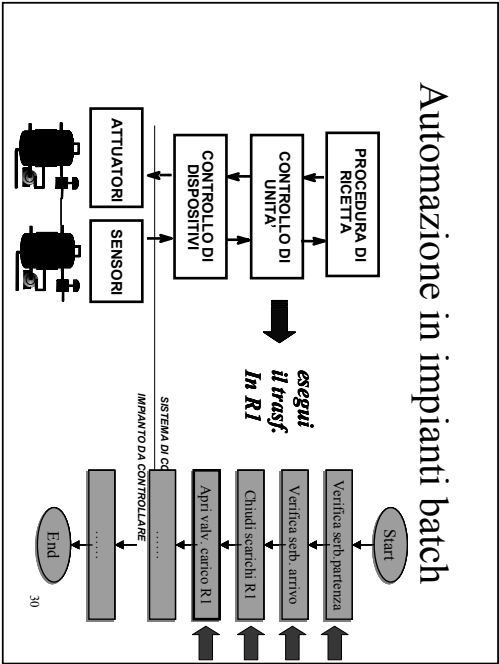 Automazione in impianti batch
PROCEDURA DI
RICETTA
CONTROLLO DI
UNITA'
CONTROLLO DI
DISPOSITIVI
ATTUATORI
SENSORI
esegui
il trasf.
In R1
SISTEMA DI CO
IMPIANTO DA CONTROLLARE
Start
Verifica serb.partenza
Verifica serb. arrivo
Chiudi scarichi R1
Apri valv. carico R1
......
......
End
30